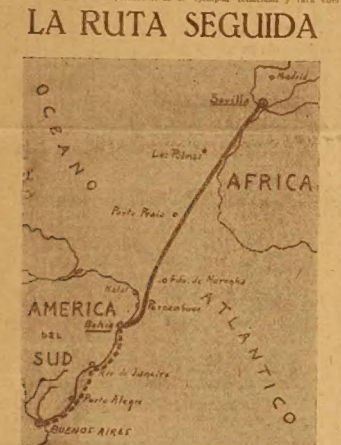 LA RUTA SEGUIDA
Madrid
Sevilla
OCEANO
Las Palmas
AFRICA
Porto Praia
Fdo. de Noronha
Natal
Pernambuco
AMERICA
DEL
SUD
Bahia
ATLANTICO
Rio de Janeiro
Porto Alegre
BUENOS AIRES